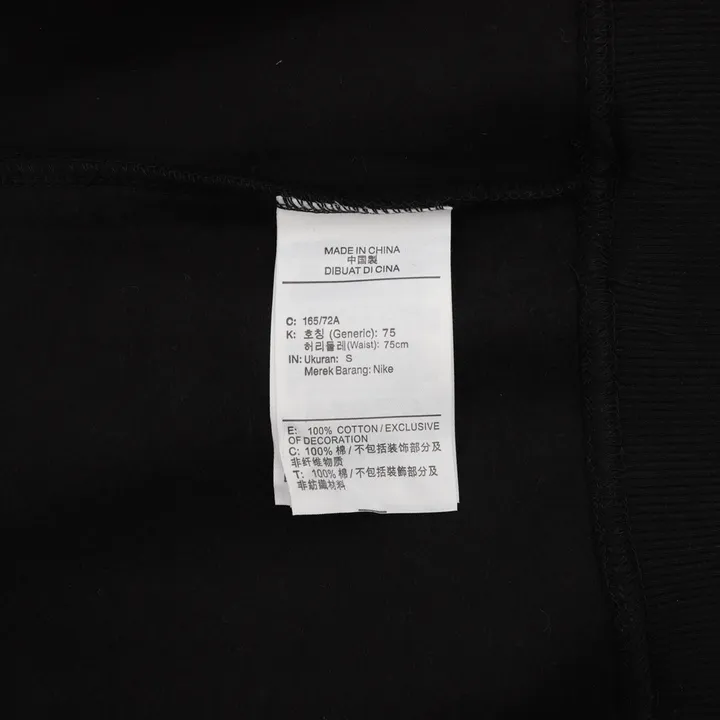 MADE IN CHINA
中国製
DIBUAT DI CINA
C: 165/72A
K: 호칭 (Generic): 75
허리둘레(Waist): 75cm
IN: Ukuran: S
Merek Barang: Nike
E: 100% COTTON/EXCLUSIVE
OF DECORATION
C: 100% 棉/不包括装饰部分及
非纤维物质
T: 100% 棉/不包括裝飾部分及
非紡織材料